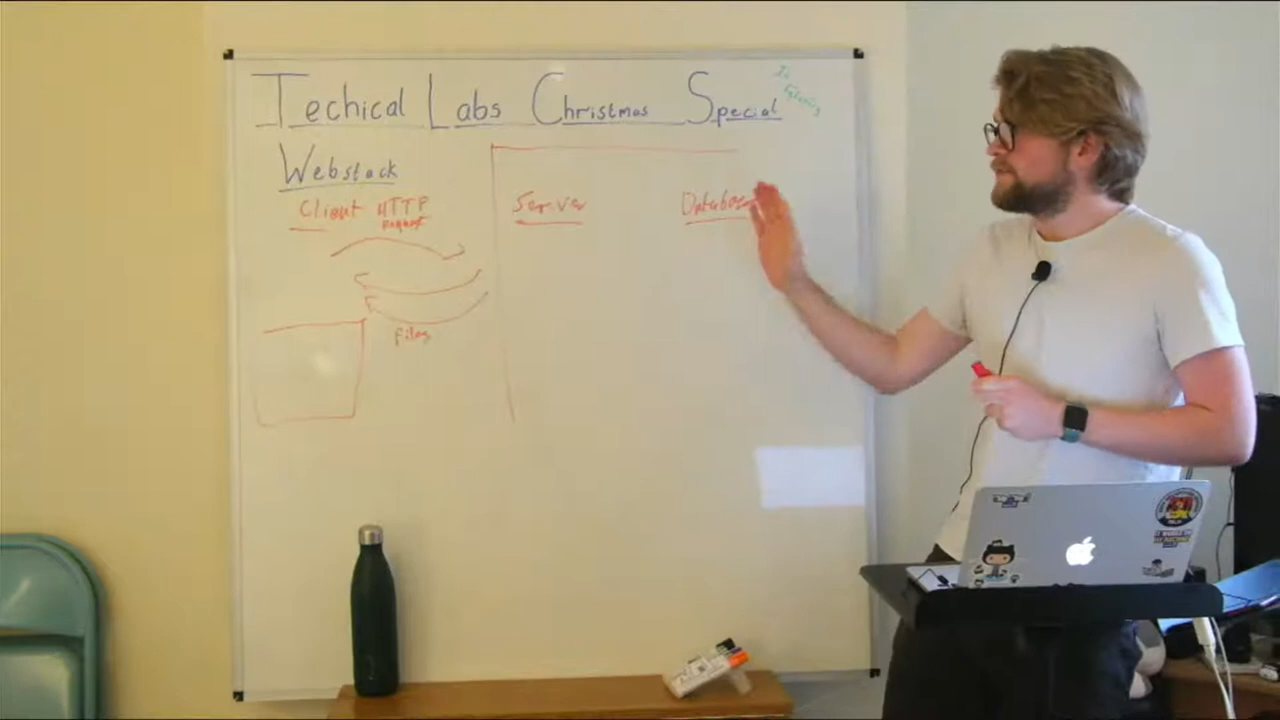 Techical Labs Christmas Special
Webstack
Client HTTP Request
Server
Database
Files